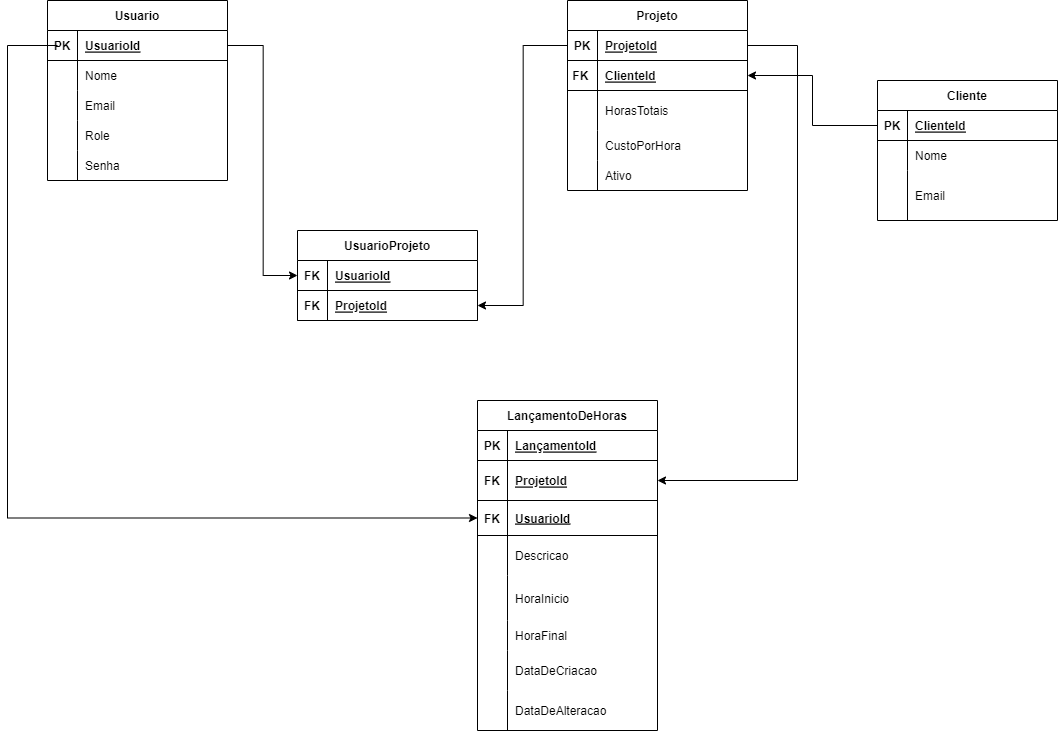 Usuario
PK UsuarioId
Nome
Email
Role
Senha
Projeto
PK ProjetoId
FK ClienteId
HorasTotais
CustoPorHora
Ativo
Cliente
PK ClienteId
Nome
Email
UsuarioProjeto
FK UsuarioId
FK ProjetoId
LançamentoDeHoras
PK LançamentoId
FK ProjetoId
FK UsuarioId
Descricao
HoraInicio
HoraFinal
DataDeCriacao
DataDeAlteracao